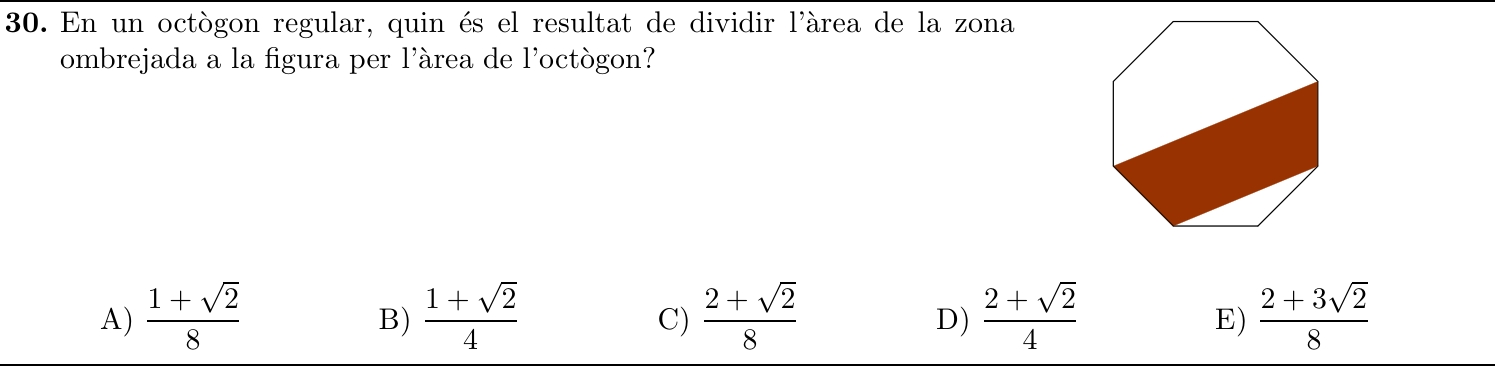 30. En un octògon regular, quin és el resultat de dividir l'àrea de la zona
ombrejada a la figura per l'àrea de l'octògon?
A) \frac{1+\sqrt{2}}{8} B) \frac{1+\sqrt{2}}{4} C) \frac{2+\sqrt{2}}{8} D) \frac{2+\sqrt{2}}{4} E) \frac{2+3\sqrt{2}}{8}